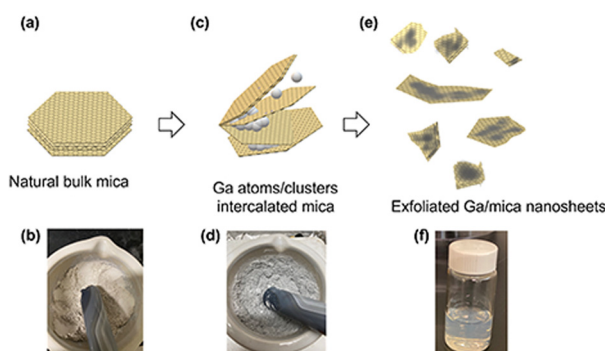 (a)
(c)
(e)
Natural bulk mica
Ga atoms/clusters
intercalated mica
Exfoliated Ga/mica nanosheets
(b)
(d)
(f)